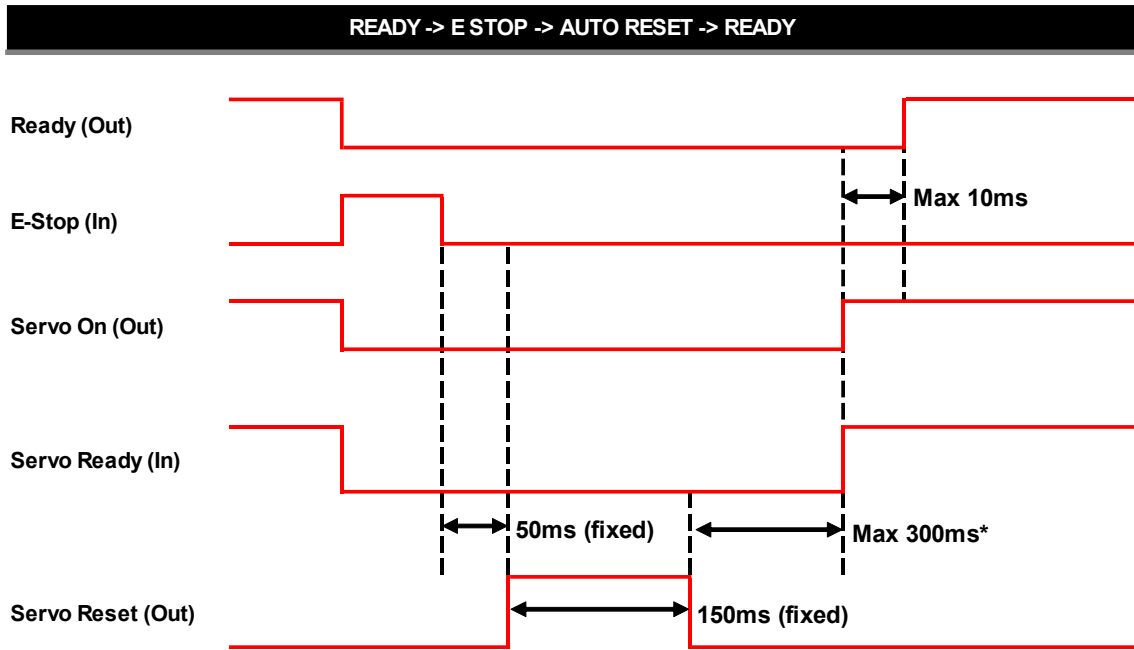 READY -> E STOP -> AUTO RESET -> READY
Ready (Out)
Max 10ms
E-Stop (In)
Servo On (Out)
Servo Ready (In)
50ms (fixed)
Max 300ms*
Servo Reset (Out)
150ms (fixed)